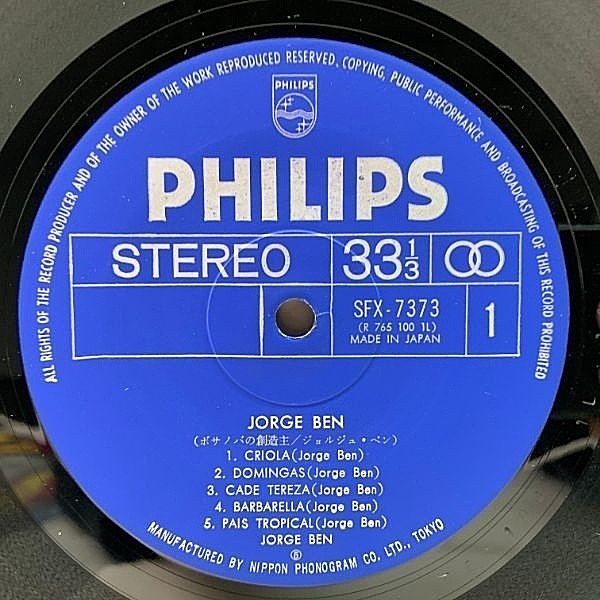 ALL RIGHTS OF THE RECORD PRODUCER AND OF THE OWNER OF THE WORK REPRODUCED RESERVED. COPYING, PUBLIC PERFORMANCE AND BROADCASTING OF THIS RECORD PROHIBITED
PHILIPS
PHILIPS
STEREO 33 1/3
SFX-7373
(R 765 100 1L)
MADE IN JAPAN
1
JORGE BEN
(ボサノバの創造主/ジョルジュ・ベン)
1. CRIOLA(Jorge Ben)
2. DOMINGAS(Jorge Ben)
3. CADE TEREZA(Jorge Ben)
4. BARBARELLA(Jorge Ben)
5. PAIS TROPICAL(Jorge Ben)
JORGE BEN
MANUFACTURED BY NIPPON PHONOGRAM CO. LTD., TOKYO